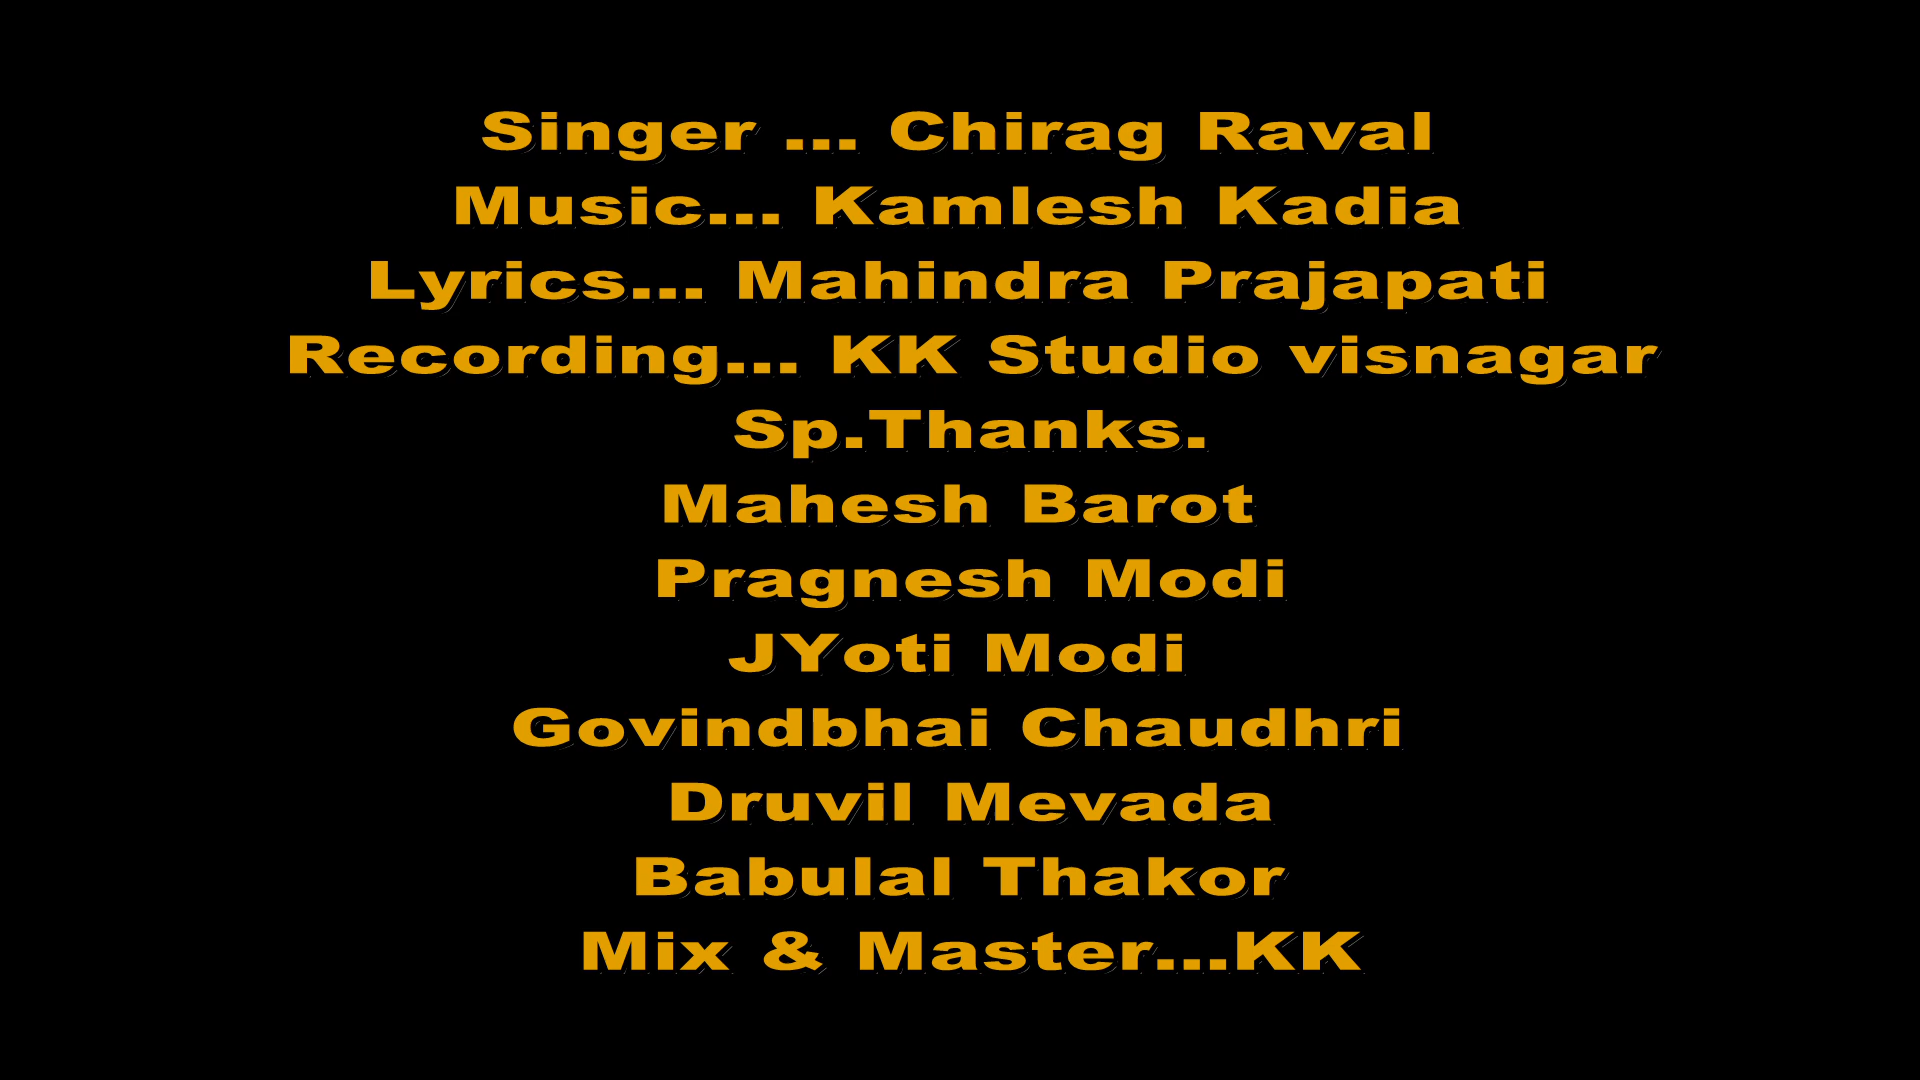 Singer ... Chirag Raval
Music... Kamlesh Kadia
Lyrics... Mahindra Prajapati
Recording... KK Studio visnagar
Sp.Thanks.
Mahesh Barot
Pragnesh Modi
JYoti Modi
Govindbhai Chaudhri
Druvil Mevada
Babulal Thakor
Mix & Master...KK